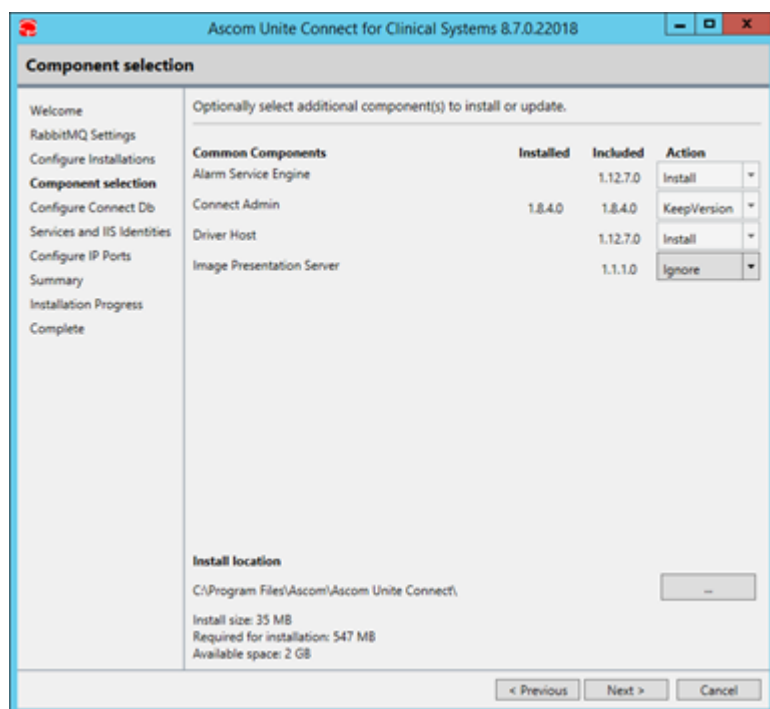 Ascom Unite Connect for Clinical Systems 8.7.0.22018
Component selection
Welcome
RabbitMQ Settings
Configure Installations
Component selection
Configure Connect Db
Services and IIS Identities
Configure IP Ports
Summary
Installation Progress
Complete
Optionally select additional component(s) to install or update.
Common Components Installed Included Action
Alarm Service Engine 1.12.7.0 Install
Connect Admin 1.8.4.0 1.8.4.0 KeepVersion
Driver Host 1.12.7.0 Install
Image Presentation Server 1.1.1.0 Ignore
Install location
C:\Program Files\Ascom\Ascom Unite Connect\
...
Install size: 35 MB
Required for installation: 547 MB
Available space: 2 GB
< Previous Next > Cancel